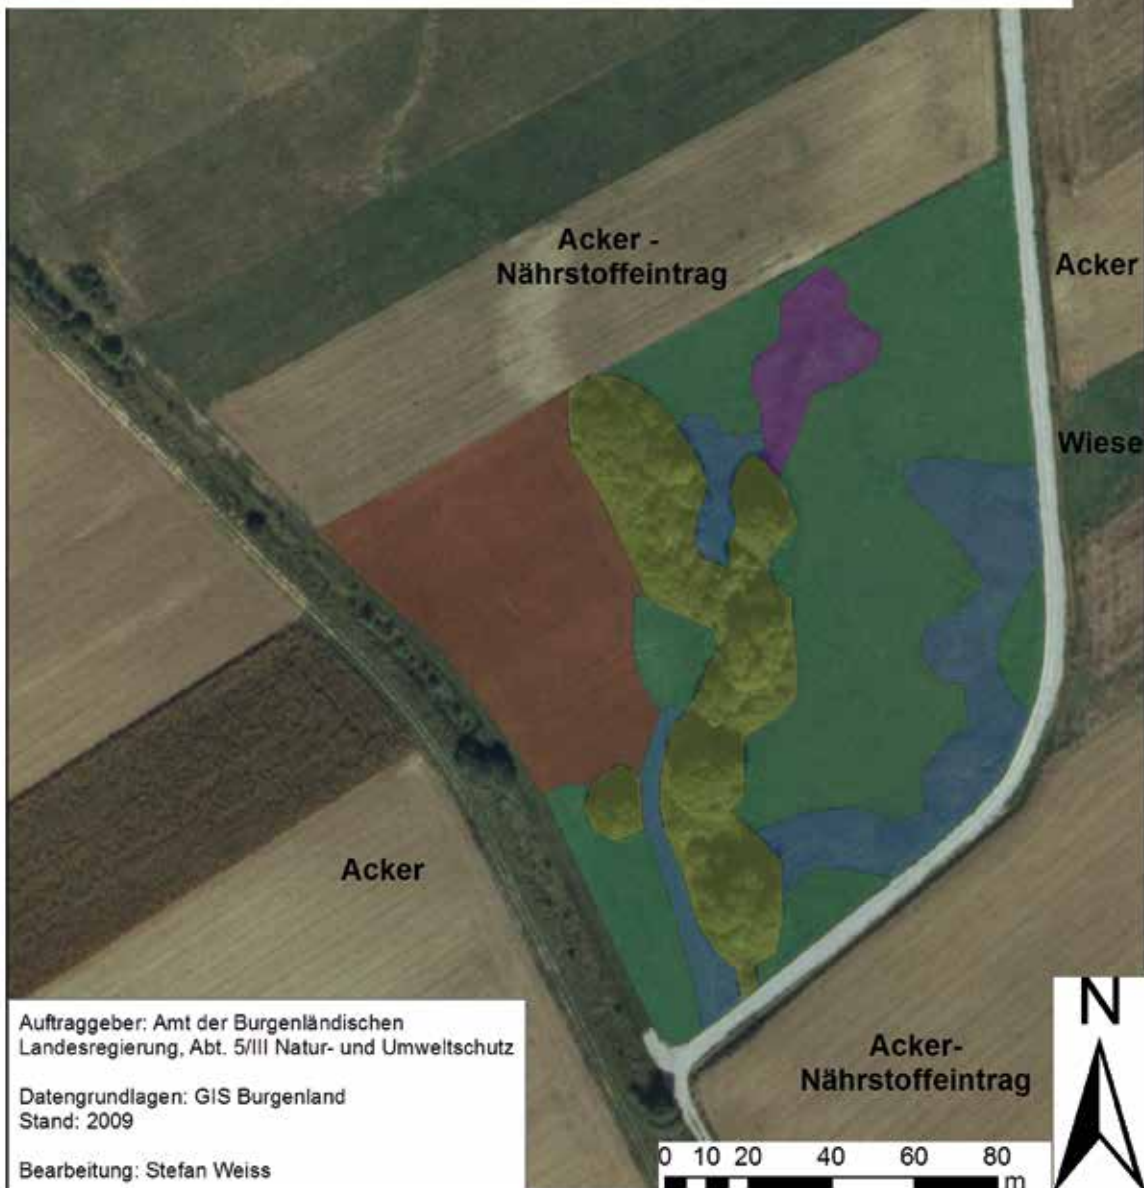 Acker -
Nährstoffeintrag
Acker
Wiese
Acker
Acker-
Nährstoffeintrag
Auftraggeber: Amt der Burgenländischen
Landesregierung, Abt. 5/III Natur- und Umweltschutz
Datengrundlagen: GIS Burgenland
Stand: 2009
Bearbeitung: Stefan Weiss
0 10 20 40 60 80
m
N